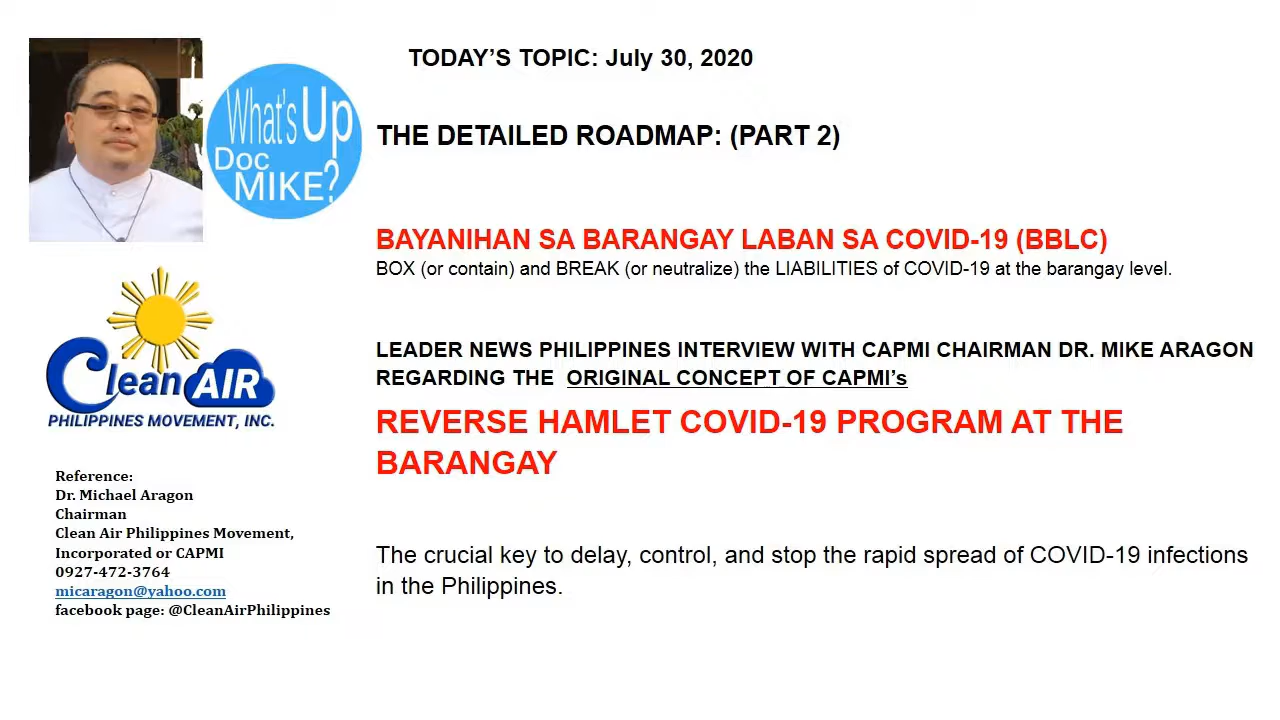 TODAY’S TOPIC: July 30, 2020
What's Up
Doc
MIKE?
THE DETAILED ROADMAP: (PART 2)
BAYANIHAN SA BARANGAY LABAN SA COVID-19 (BBLC)
BOX (or contain) and BREAK (or neutralize) the LIABILITIES of COVID-19 at the barangay level.
Clean AIR
PHILIPPINES MOVEMENT, INC.
LEADER NEWS PHILIPPINES INTERVIEW WITH CAPMI CHAIRMAN DR. MIKE ARAGON
REGARDING THE ORIGINAL CONCEPT OF CAPMI’s
REVERSE HAMLET COVID-19 PROGRAM AT THE
BARANGAY
Reference:
Dr. Michael Aragon
Chairman
Clean Air Philippines Movement,
Incorporated or CAPMI
0927-472-3764
micaragon@yahoo.com
facebook page: @CleanAirPhilippines
The crucial key to delay, control, and stop the rapid spread of COVID-19 infections
in the Philippines.